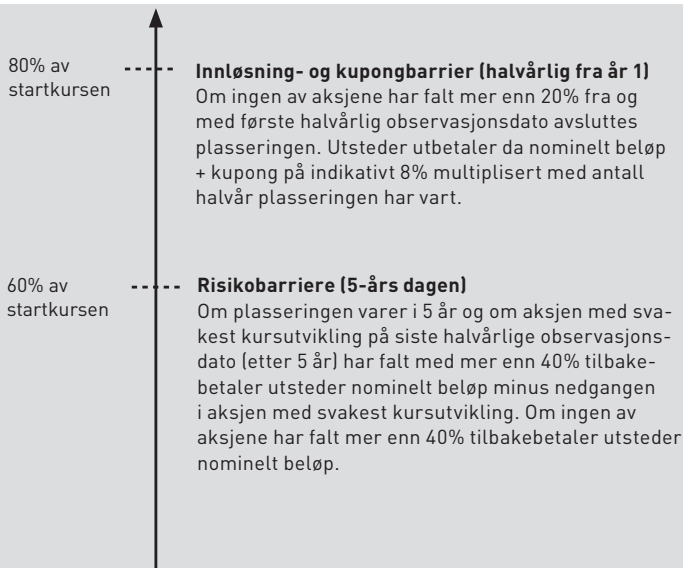 80% av
startkursen
Innløsning- og kupongbarrier (halvårlig fra år 1)
Om ingen av aksjene har falt mer enn 20% fra og
med første halvårlig observasjonsdato avsluttes
plasseringen. Utsteder utbetaler da nominelt beløp
+ kupong på indikativt 8% multiplisert med antall
halvår plasseringen har vart.
60% av
startkursen
Risikobarriere (5-års dagen)
Om plasseringen varer i 5 år og om aksjen med sva-
kest kursutvikling på siste halvårlige observasjons-
dato (etter 5 år) har falt med mer enn 40% tilbake-
betaler utsteder nominelt beløp minus nedgangen
i aksjen med svakest kursutvikling. Om ingen av
aksjene har falt mer enn 40% tilbakebetaler utsteder
nominelt beløp.